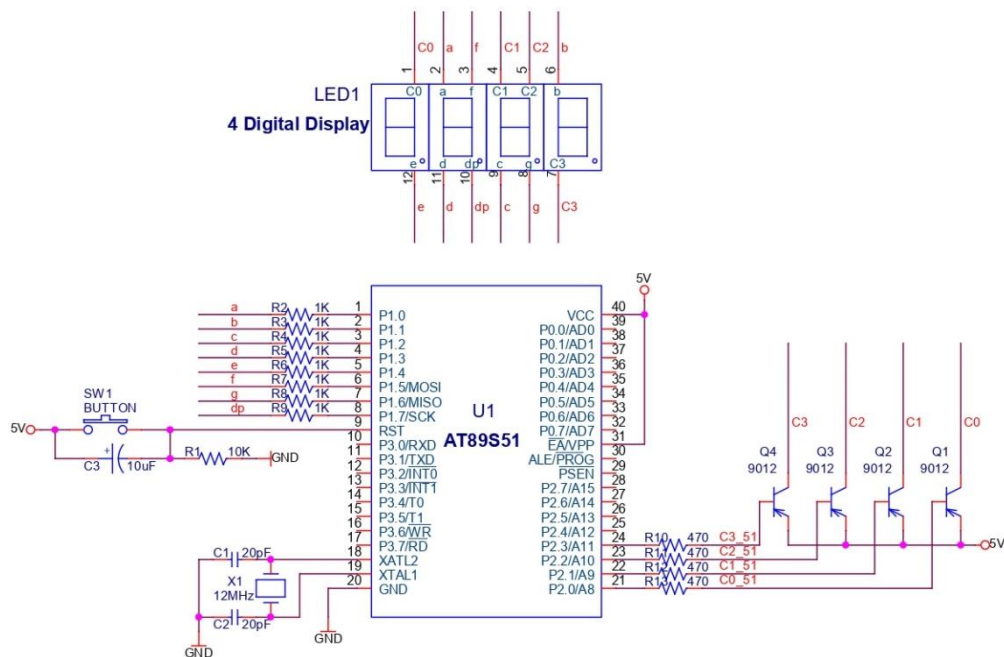 C0 a f C1 C2 b
1 2 3 4 5 6
LED1
C0 a f C1 C2 b
4 Digital Display
e d dp c g C3
12 11 10 9 8 7
e d dp c g C3
5V
a R2 1K 1 P1.0 VCC 40
b R3 1K 2 P1.1 P0.0/AD0 39
c R4 1K 3 P1.2 P0.1/AD1 38
d R5 1K 4 P1.3 P0.2/AD2 37
e R6 1K 5 P1.4 P0.3/AD3 36
f R7 1K 6 P1.5/MOSI P0.4/AD4 35
g R8 1K 7 P1.6/MISO P0.5/AD5 34
dp R9 1K 8 P1.7/SCK P0.6/AD6 33
SW1
BUTTON
U1
AT89S51
5V 9 RST P0.7/AD7 32
10 P3.0/RXD EA/VPP 31
C3 + 10uF R1 10K GND
11 P3.1/TXD ALE/PROG 30
12 P3.2/INT0 PSEN 29
13 P3.3/INT1 P2.7/A15 28
14 P3.4/T0 P2.6/A14 27
15 P3.5/T1 P2.5/A13 26
16 P3.6/WR P2.4/A12 25
17 P3.7/RD P2.3/A11 24 R10 470 C3_51
18 XATL2 P2.2/A10 23 R11 470 C2_51
19 XTAL1 P2.1/A9 22 R12 470 C1_51
20 GND P2.0/A8 21 R13 470 C0_51
C3 C2 C1 C0
Q4 Q3 Q2 Q1
9012 9012 9012 9012
5V
C1 20pF
X1
12MHz
C2 20pF
GND
GND